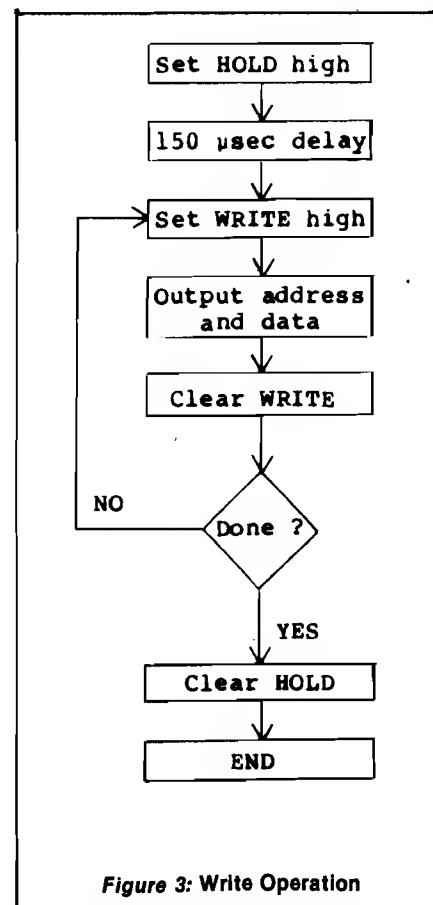 Set HOLD high
150 µsec delay
Set WRITE high
Output address
and data
Clear WRITE
NO
Done ?
YES
Clear HOLD
END
Figure 3: Write Operation